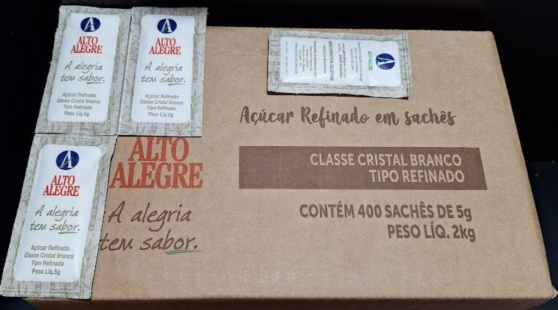 A
ALTO
ALEGRE
A alegria
tem sabor.
Açúcar Refinado
Classe Cristal Branco
Tipo Refinado
Peso Líq.5g
A
ALTO
ALEGRE
A alegria
tem sabor.
Açúcar Refinado
Classe Cristal Branco
Tipo Refinado
Peso Líq.5g
A
ALTO
ALEGRE
A alegria
tem sabor.
Açúcar Refinado
Classe Cristal Branco
Tipo Refinado
Peso Líq.5g
ALTO
ALEGRE
A alegria
tem sabor.
Açúcar Refinado em sachês
CLASSE CRISTAL BRANCO
TIPO REFINADO
CONTÉM 400 SACHÊS DE 5g
PESO LÍQ. 2kg